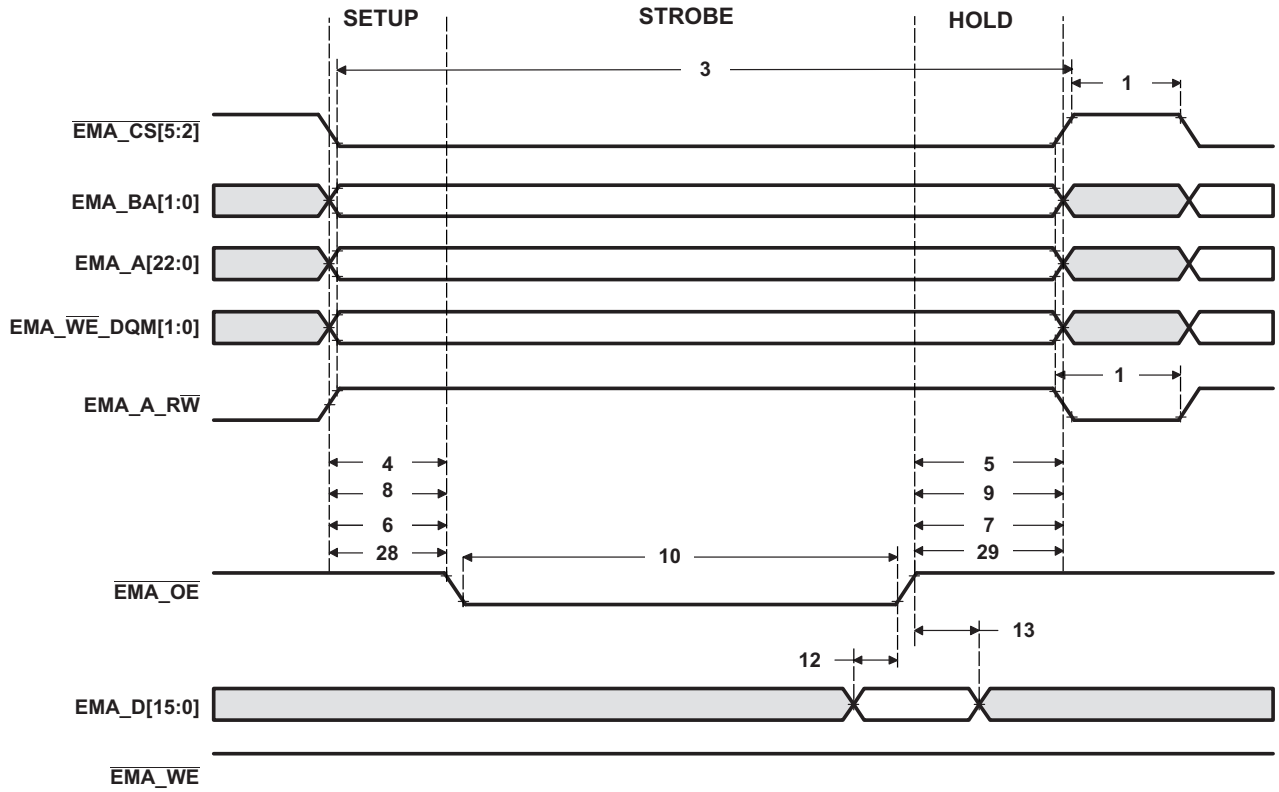 SETUP STROBE HOLD
3
1
EMA_CS[5:2]
EMA_BA[1:0]
EMA_A[22:0]
EMA_WE_DQM[1:0]
1
EMA_A_RW
4 5
8 9
6 7
28 10 29
EMA_OE
13
12
EMA_D[15:0]
EMA_WE